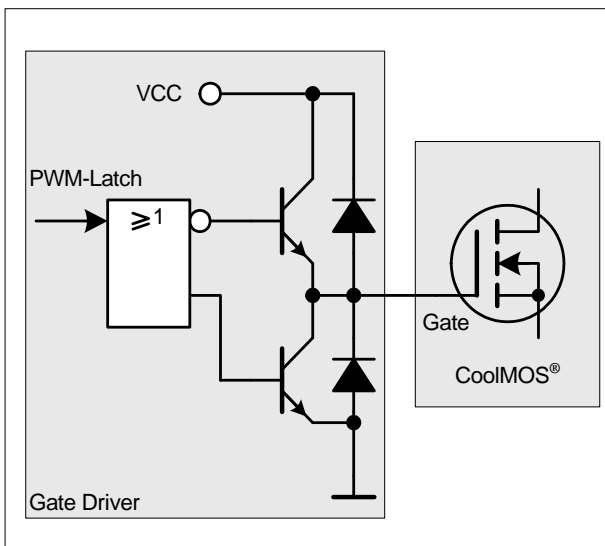 VCC
PWM-Latch
≥1
Gate
CoolMOS®
Gate Driver